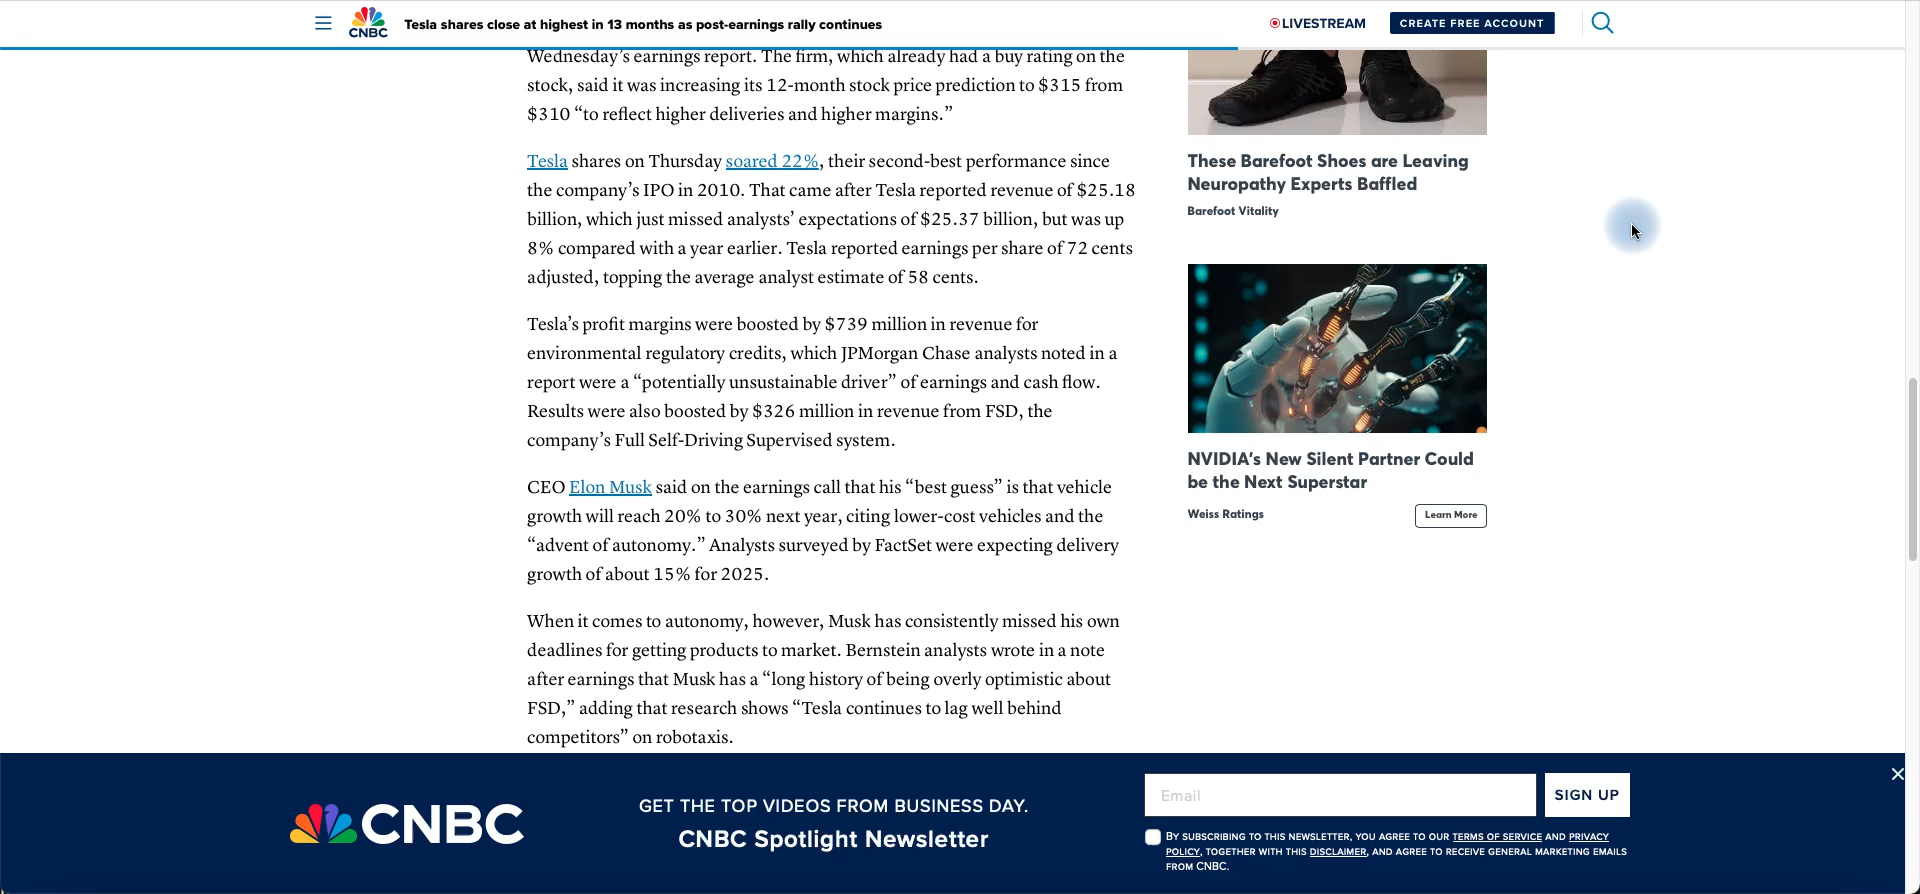 CNBC
Tesla shares close at highest in 13 months as post-earnings rally continues
LIVESTREAM
CREATE FREE ACCOUNT
Wednesday’s earnings report. The firm, which already had a buy rating on the
stock, said it was increasing its 12-month stock price prediction to $315 from
$310 “to reflect higher deliveries and higher margins.”
Tesla shares on Thursday soared 22%, their second-best performance since
the company’s IPO in 2010. That came after Tesla reported revenue of $25.18
billion, which just missed analysts’ expectations of $25.37 billion, but was up
8% compared with a year earlier. Tesla reported earnings per share of 72 cents
adjusted, topping the average analyst estimate of 58 cents.
Tesla’s profit margins were boosted by $739 million in revenue for
environmental regulatory credits, which JPMorgan Chase analysts noted in a
report were a “potentially unsustainable driver” of earnings and cash flow.
Results were also boosted by $326 million in revenue from FSD, the
company’s Full Self-Driving Supervised system.
CEO Elon Musk said on the earnings call that his “best guess” is that vehicle
growth will reach 20% to 30% next year, citing lower-cost vehicles and the
“advent of autonomy.” Analysts surveyed by FactSet were expecting delivery
growth of about 15% for 2025.
When it comes to autonomy, however, Musk has consistently missed his own
deadlines for getting products to market. Bernstein analysts wrote in a note
after earnings that Musk has a “long history of being overly optimistic about
FSD,” adding that research shows “Tesla continues to lag well behind
competitors” on robotaxis.
These Barefoot Shoes are Leaving
Neuropathy Experts Baffled
Barefoot Vitality
NVIDIA's New Silent Partner Could
be the Next Superstar
Weiss Ratings
Learn More
CNBC
GET THE TOP VIDEOS FROM BUSINESS DAY.
CNBC Spotlight Newsletter
Email
SIGN UP
BY SUBSCRIBING TO THIS NEWSLETTER, YOU AGREE TO OUR TERMS OF SERVICE AND PRIVACY
POLICY, TOGETHER WITH THIS DISCLAIMER, AND AGREE TO RECEIVE GENERAL MARKETING EMAILS
FROM CNBC.